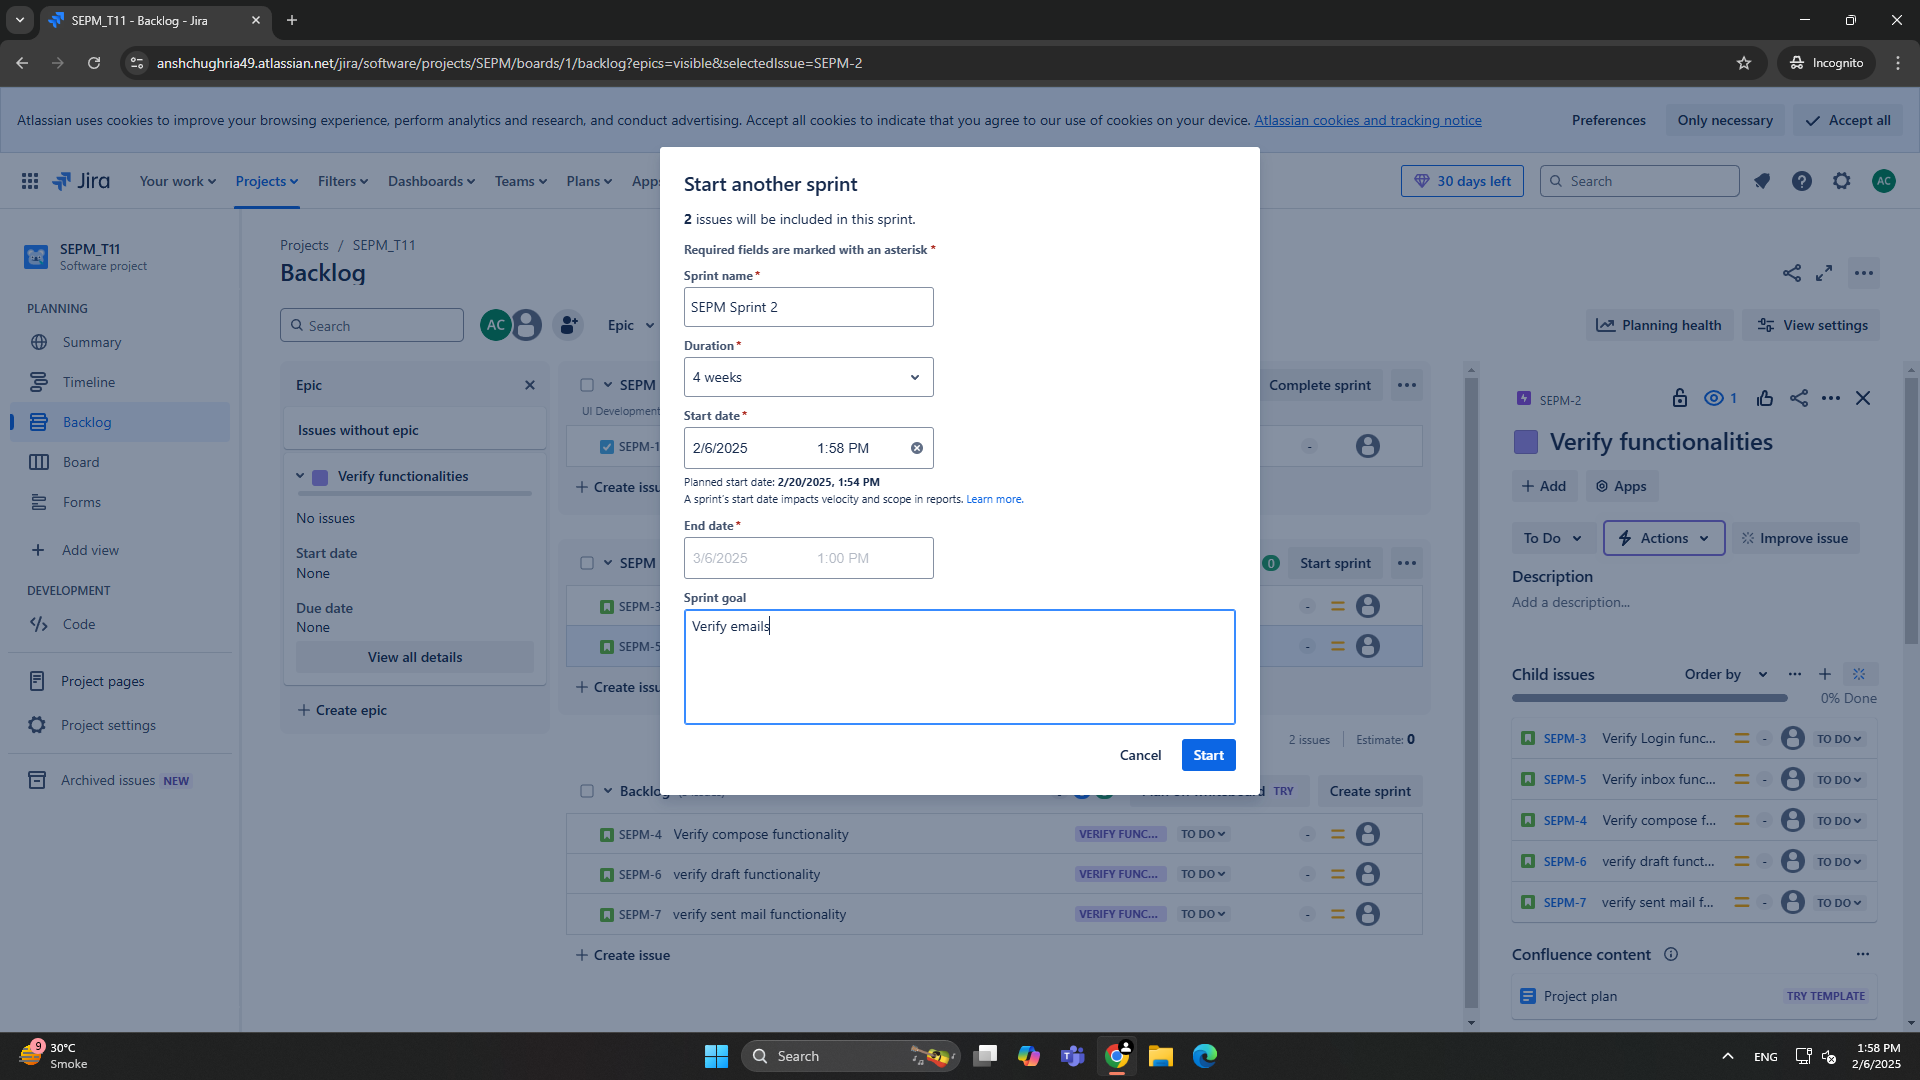 SEPM_T11 - Backlog - Jira
anshchughria49.atlassian.net/jira/software/projects/SEPM/boards/1/backlog?epics=visible&selectedIssue=SEPM-2
Incognito
Atlassian uses cookies to improve your browsing experience, perform analytics and research, and conduct advertising. Accept all cookies to indicate that you agree to our use of cookies on your device. Atlassian cookies and tracking notice
Preferences
Only necessary
Accept all
Jira
Your work
Projects
Filters
Dashboards
Teams
Plans
Apps
30 days left
Search
AC
SEPM_T11
Software project
PLANNING
Summary
Timeline
Backlog
Board
Forms
Add view
DEVELOPMENT
Code
Project pages
Project settings
Archived issues NEW
Projects / SEPM_T11
Backlog
Search
AC
Epic
Planning health
View settings
Epic
Issues without epic
Verify functionalities
No issues
Start date
None
Due date
None
View all details
Create epic
SEPM
UI Development
SEPM-1
Create issu
Complete sprint
-
SEPM
0
Start sprint
SEPM-3
-
SEPM-5
-
Create issu
2 issues
Estimate: 0
Start another sprint
2 issues will be included in this sprint.
Required fields are marked with an asterisk *
Sprint name*
SEPM Sprint 2
Duration*
4 weeks
Start date*
2/6/2025 1:58 PM
Planned start date: 2/20/2025, 1:54 PM
A sprint's start date impacts velocity and scope in reports. Learn more.
End date*
3/6/2025 1:00 PM
Sprint goal
Verify emails
Cancel
Start
Backlog
TRY
Create sprint
SEPM-4 Verify compose functionality VERIFY FUNC... TO DO -
SEPM-6 verify draft functionality VERIFY FUNC... TO DO -
SEPM-7 verify sent mail functionality VERIFY FUNC... TO DO -
Create issue
SEPM-2
1
Verify functionalities
Add
Apps
To Do
Actions
Improve issue
Description
Add a description...
Child issues
Order by
0% Done
SEPM-3 Verify Login func... - TO DO
SEPM-5 Verify inbox func... - TO DO
SEPM-4 Verify compose f... - TO DO
SEPM-6 verify draft funct... - TO DO
SEPM-7 verify sent mail f... - TO DO
Confluence content
Project plan
TRY TEMPLATE
9
30°C
Smoke
Search
ENG
1:58 PM
2/6/2025